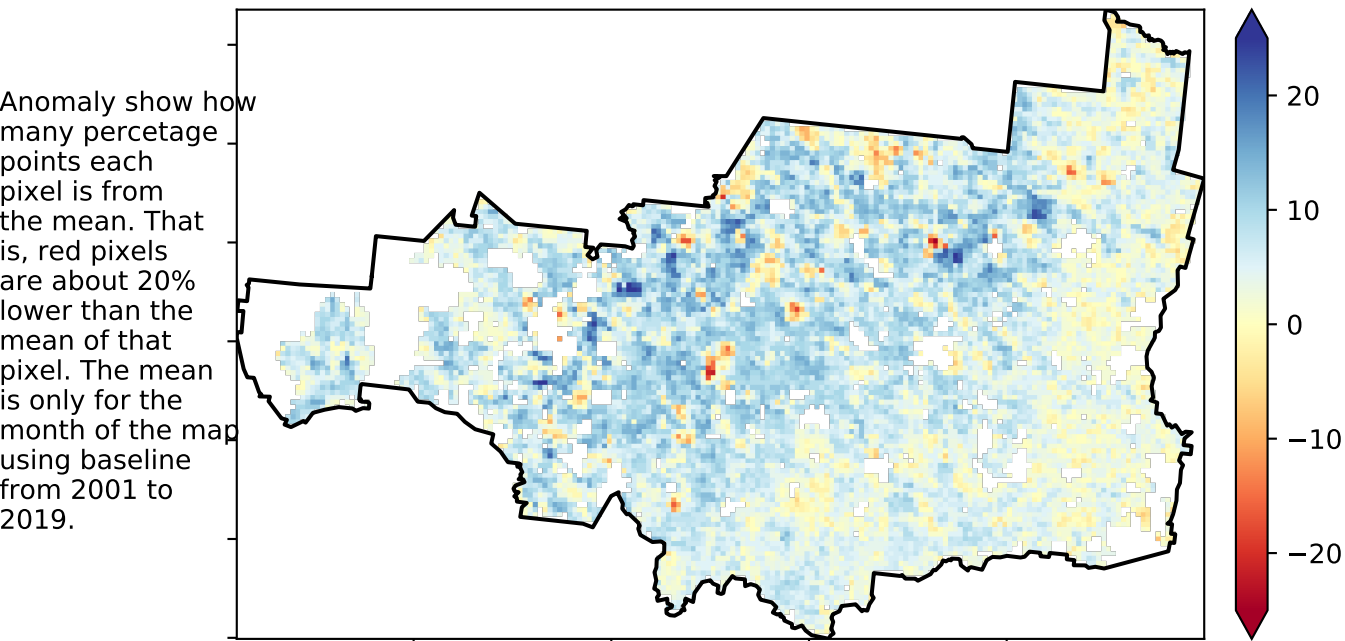 Anomaly show how
many percetage
points each
pixel is from
the mean. That
is, red pixels
are about 20%
lower than the
mean of that
pixel. The mean
is only for the
month of the map
using baseline
from 2001 to
2019.
20
10
0
−10
−20